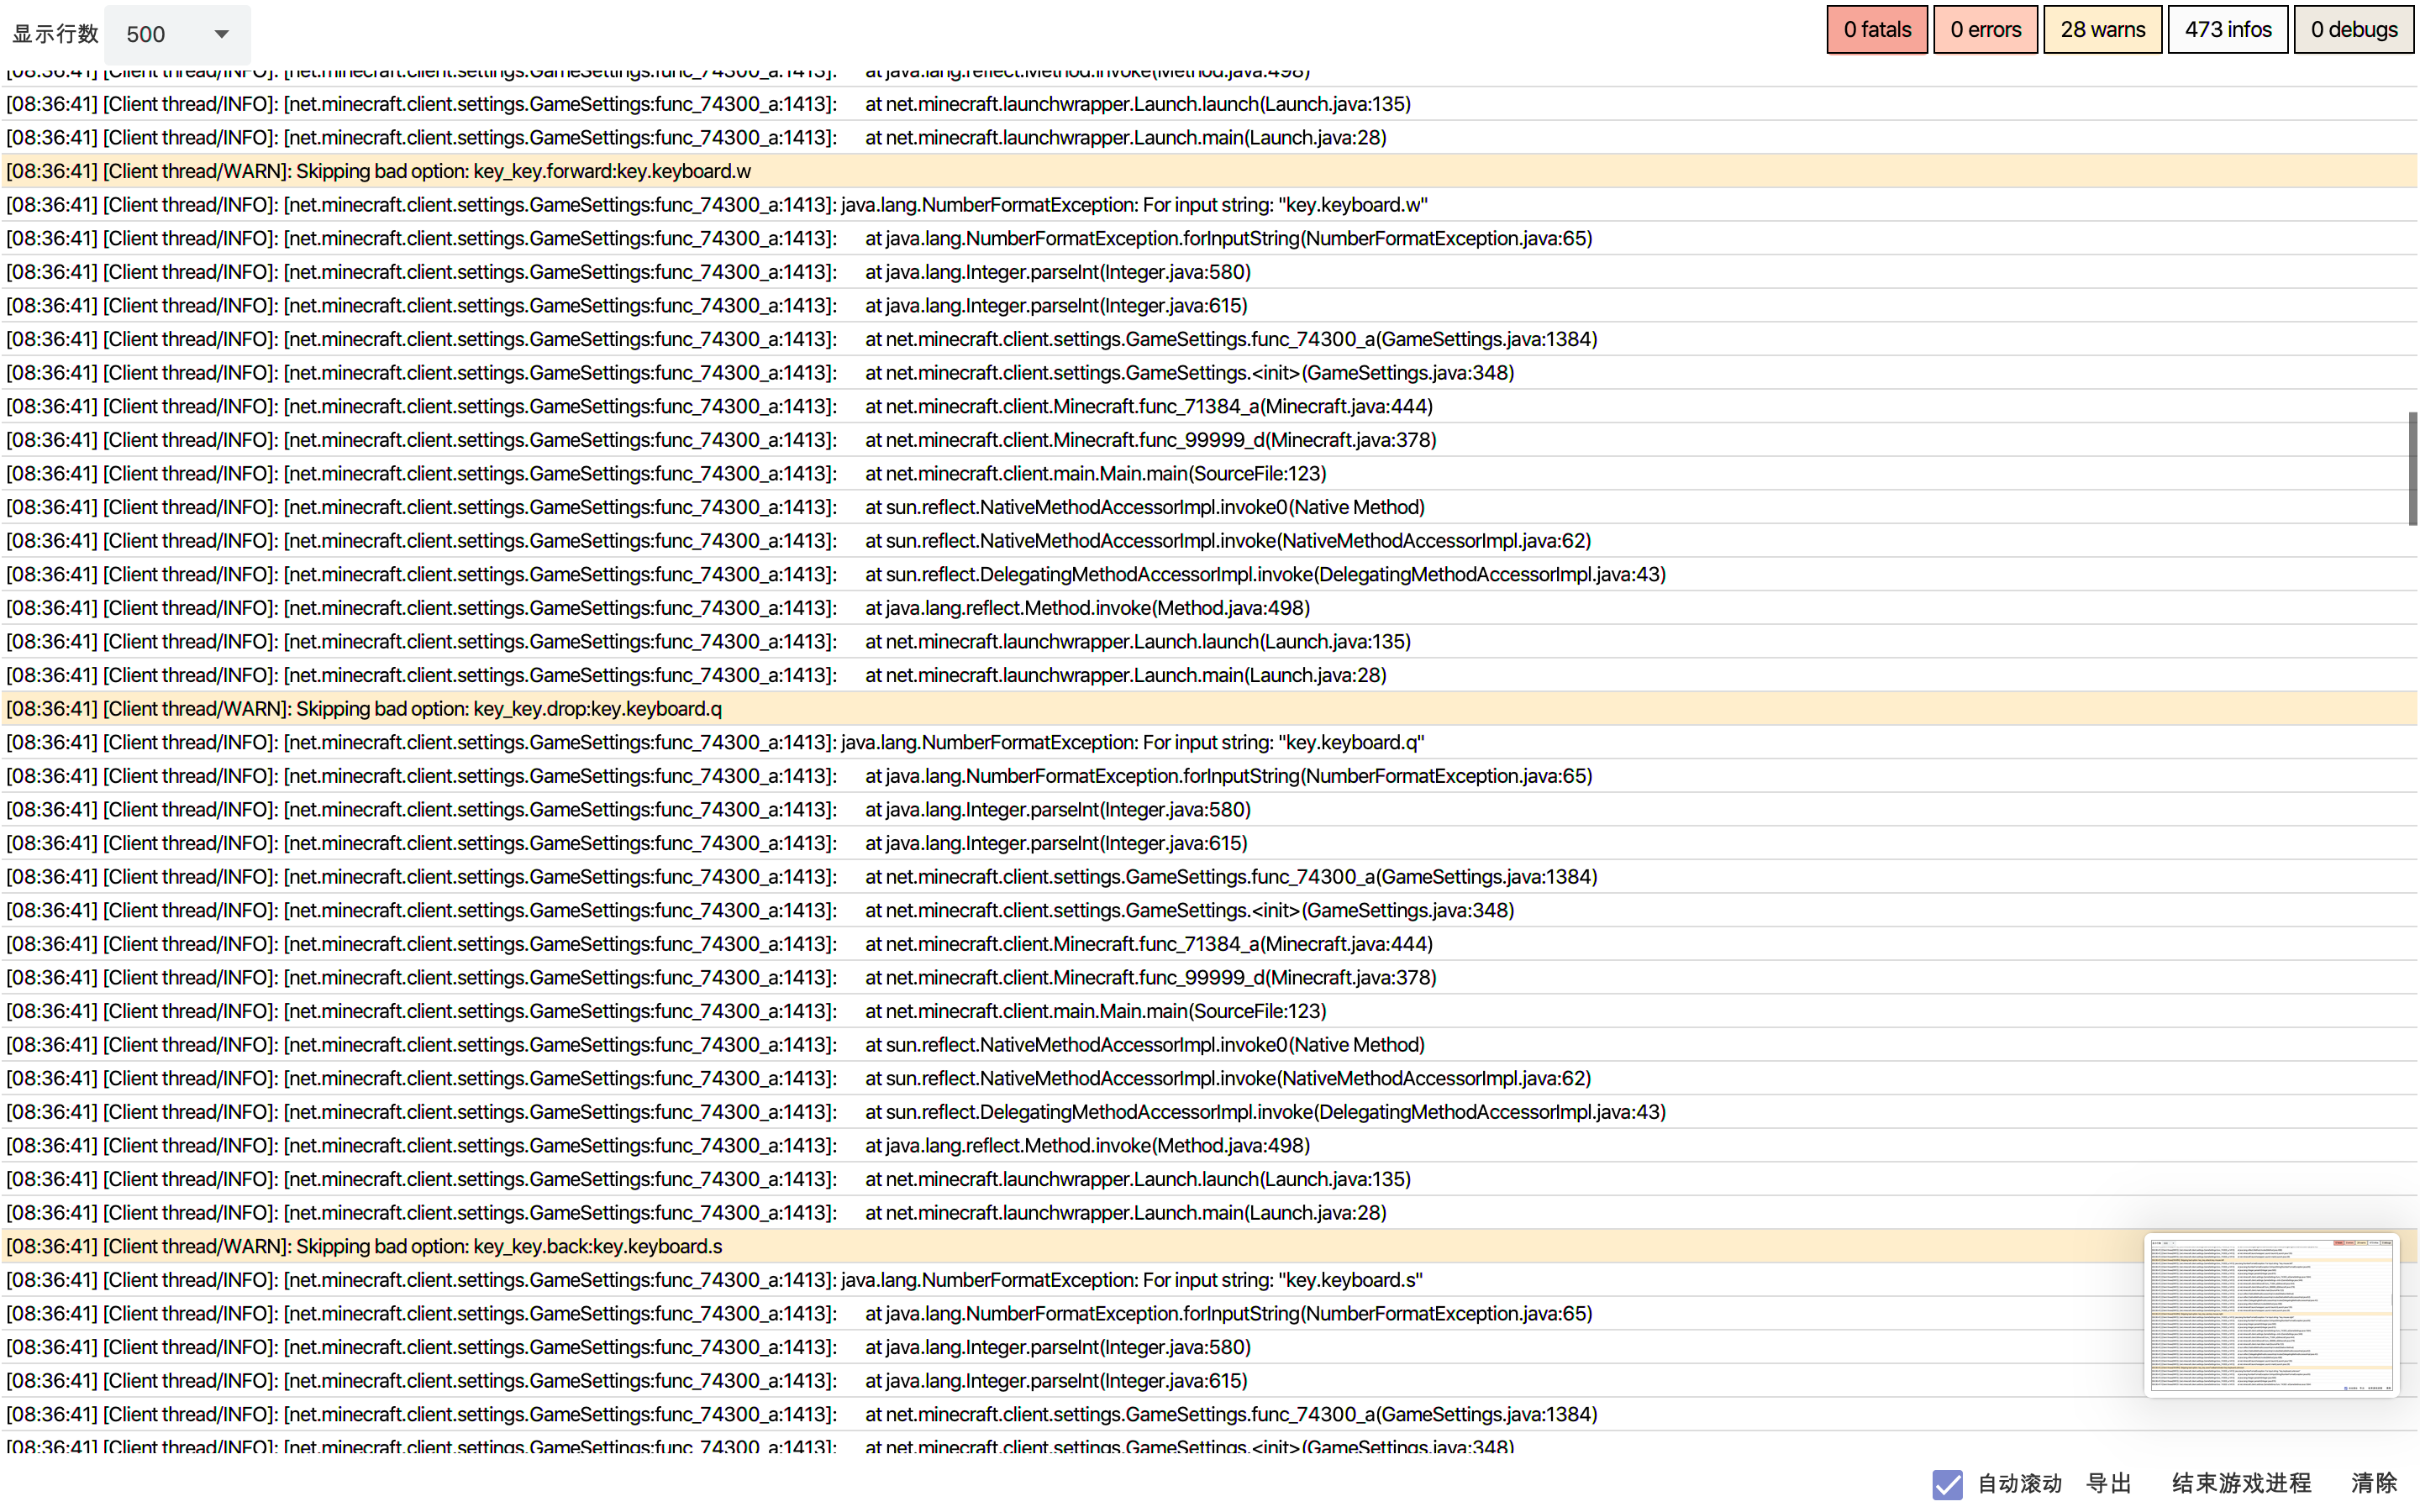 显示行数 500 0 fatals 0 errors 28 warns 473 infos 0 debugs
[08:36:41] [Client thread/INFO]: [net.minecraft.client.settings.GameSettings:func_74300_a:1413]: at java.lang.reflect.Method.invoke(Method.java:498)
[08:36:41] [Client thread/INFO]: [net.minecraft.client.settings.GameSettings:func_74300_a:1413]: at net.minecraft.launchwrapper.Launch.launch(Launch.java:135)
[08:36:41] [Client thread/INFO]: [net.minecraft.client.settings.GameSettings:func_74300_a:1413]: at net.minecraft.launchwrapper.Launch.main(Launch.java:28)
[08:36:41] [Client thread/WARN]: Skipping bad option: key_key.forward:key.keyboard.w
[08:36:41] [Client thread/INFO]: [net.minecraft.client.settings.GameSettings:func_74300_a:1413]: java.lang.NumberFormatException: For input string: "key.keyboard.w"
[08:36:41] [Client thread/INFO]: [net.minecraft.client.settings.GameSettings:func_74300_a:1413]: at java.lang.NumberFormatException.forInputString(NumberFormatException.java:65)
[08:36:41] [Client thread/INFO]: [net.minecraft.client.settings.GameSettings:func_74300_a:1413]: at java.lang.Integer.parseInt(Integer.java:580)
[08:36:41] [Client thread/INFO]: [net.minecraft.client.settings.GameSettings:func_74300_a:1413]: at java.lang.Integer.parseInt(Integer.java:615)
[08:36:41] [Client thread/INFO]: [net.minecraft.client.settings.GameSettings:func_74300_a:1413]: at net.minecraft.client.settings.GameSettings.func_74300_a(GameSettings.java:1384)
[08:36:41] [Client thread/INFO]: [net.minecraft.client.settings.GameSettings:func_74300_a:1413]: at net.minecraft.client.settings.GameSettings.<init>(GameSettings.java:348)
[08:36:41] [Client thread/INFO]: [net.minecraft.client.settings.GameSettings:func_74300_a:1413]: at net.minecraft.client.Minecraft.func_71384_a(Minecraft.java:444)
[08:36:41] [Client thread/INFO]: [net.minecraft.client.settings.GameSettings:func_74300_a:1413]: at net.minecraft.client.Minecraft.func_99999_d(Minecraft.java:378)
[08:36:41] [Client thread/INFO]: [net.minecraft.client.settings.GameSettings:func_74300_a:1413]: at net.minecraft.client.main.Main.main(SourceFile:123)
[08:36:41] [Client thread/INFO]: [net.minecraft.client.settings.GameSettings:func_74300_a:1413]: at sun.reflect.NativeMethodAccessorImpl.invoke0(Native Method)
[08:36:41] [Client thread/INFO]: [net.minecraft.client.settings.GameSettings:func_74300_a:1413]: at sun.reflect.NativeMethodAccessorImpl.invoke(NativeMethodAccessorImpl.java:62)
[08:36:41] [Client thread/INFO]: [net.minecraft.client.settings.GameSettings:func_74300_a:1413]: at sun.reflect.DelegatingMethodAccessorImpl.invoke(DelegatingMethodAccessorImpl.java:43)
[08:36:41] [Client thread/INFO]: [net.minecraft.client.settings.GameSettings:func_74300_a:1413]: at java.lang.reflect.Method.invoke(Method.java:498)
[08:36:41] [Client thread/INFO]: [net.minecraft.client.settings.GameSettings:func_74300_a:1413]: at net.minecraft.launchwrapper.Launch.launch(Launch.java:135)
[08:36:41] [Client thread/INFO]: [net.minecraft.client.settings.GameSettings:func_74300_a:1413]: at net.minecraft.launchwrapper.Launch.main(Launch.java:28)
[08:36:41] [Client thread/WARN]: Skipping bad option: key_key.drop:key.keyboard.q
[08:36:41] [Client thread/INFO]: [net.minecraft.client.settings.GameSettings:func_74300_a:1413]: java.lang.NumberFormatException: For input string: "key.keyboard.q"
[08:36:41] [Client thread/INFO]: [net.minecraft.client.settings.GameSettings:func_74300_a:1413]: at java.lang.NumberFormatException.forInputString(NumberFormatException.java:65)
[08:36:41] [Client thread/INFO]: [net.minecraft.client.settings.GameSettings:func_74300_a:1413]: at java.lang.Integer.parseInt(Integer.java:580)
[08:36:41] [Client thread/INFO]: [net.minecraft.client.settings.GameSettings:func_74300_a:1413]: at java.lang.Integer.parseInt(Integer.java:615)
[08:36:41] [Client thread/INFO]: [net.minecraft.client.settings.GameSettings:func_74300_a:1413]: at net.minecraft.client.settings.GameSettings.func_74300_a(GameSettings.java:1384)
[08:36:41] [Client thread/INFO]: [net.minecraft.client.settings.GameSettings:func_74300_a:1413]: at net.minecraft.client.settings.GameSettings.<init>(GameSettings.java:348)
[08:36:41] [Client thread/INFO]: [net.minecraft.client.settings.GameSettings:func_74300_a:1413]: at net.minecraft.client.Minecraft.func_71384_a(Minecraft.java:444)
[08:36:41] [Client thread/INFO]: [net.minecraft.client.settings.GameSettings:func_74300_a:1413]: at net.minecraft.client.Minecraft.func_99999_d(Minecraft.java:378)
[08:36:41] [Client thread/INFO]: [net.minecraft.client.settings.GameSettings:func_74300_a:1413]: at net.minecraft.client.main.Main.main(SourceFile:123)
[08:36:41] [Client thread/INFO]: [net.minecraft.client.settings.GameSettings:func_74300_a:1413]: at sun.reflect.NativeMethodAccessorImpl.invoke0(Native Method)
[08:36:41] [Client thread/INFO]: [net.minecraft.client.settings.GameSettings:func_74300_a:1413]: at sun.reflect.NativeMethodAccessorImpl.invoke(NativeMethodAccessorImpl.java:62)
[08:36:41] [Client thread/INFO]: [net.minecraft.client.settings.GameSettings:func_74300_a:1413]: at sun.reflect.DelegatingMethodAccessorImpl.invoke(DelegatingMethodAccessorImpl.java:43)
[08:36:41] [Client thread/INFO]: [net.minecraft.client.settings.GameSettings:func_74300_a:1413]: at java.lang.reflect.Method.invoke(Method.java:498)
[08:36:41] [Client thread/INFO]: [net.minecraft.client.settings.GameSettings:func_74300_a:1413]: at net.minecraft.launchwrapper.Launch.launch(Launch.java:135)
[08:36:41] [Client thread/INFO]: [net.minecraft.client.settings.GameSettings:func_74300_a:1413]: at net.minecraft.launchwrapper.Launch.main(Launch.java:28)
[08:36:41] [Client thread/WARN]: Skipping bad option: key_key.back:key.keyboard.s
[08:36:41] [Client thread/INFO]: [net.minecraft.client.settings.GameSettings:func_74300_a:1413]: java.lang.NumberFormatException: For input string: "key.keyboard.s"
[08:36:41] [Client thread/INFO]: [net.minecraft.client.settings.GameSettings:func_74300_a:1413]: at java.lang.NumberFormatException.forInputString(NumberFormatException.java:65)
[08:36:41] [Client thread/INFO]: [net.minecraft.client.settings.GameSettings:func_74300_a:1413]: at java.lang.Integer.parseInt(Integer.java:580)
[08:36:41] [Client thread/INFO]: [net.minecraft.client.settings.GameSettings:func_74300_a:1413]: at java.lang.Integer.parseInt(Integer.java:615)
[08:36:41] [Client thread/INFO]: [net.minecraft.client.settings.GameSettings:func_74300_a:1413]: at net.minecraft.client.settings.GameSettings.func_74300_a(GameSettings.java:1384)
[08:36:41] [Client thread/INFO]: [net.minecraft.client.settings.GameSettings:func_74300_a:1413]: at net.minecraft.client.settings.GameSettings.<init>(GameSettings.java:348)
自动滚动 导出 结束游戏进程 清除